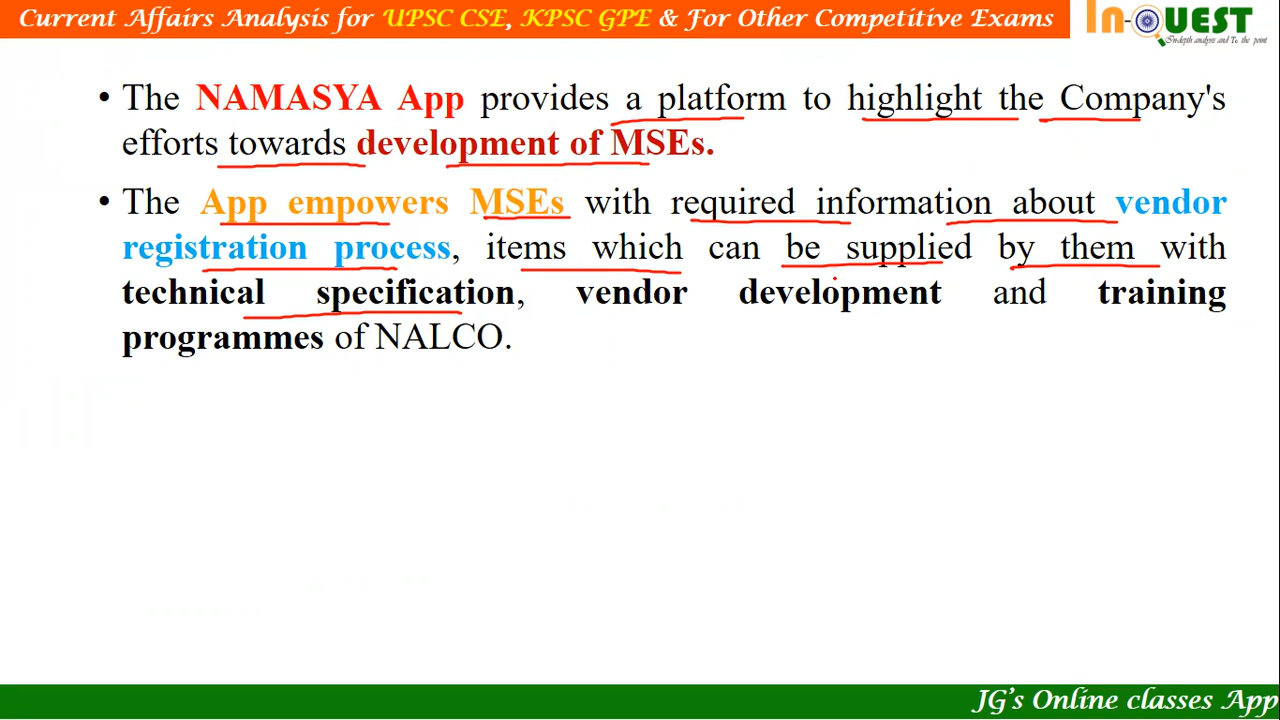 Current Affairs Analysis for UPSC CSE, KPSC GPE & For Other Competitive Exams
In-QUEST
In-depth analysis and To the point
• The NAMASYA App provides a platform to highlight the Company's
efforts towards development of MSEs.
• The App empowers MSEs with required information about vendor
registration process, items which can be supplied by them with
technical specification, vendor development and training
programmes of NALCO.
JG's Online classes App